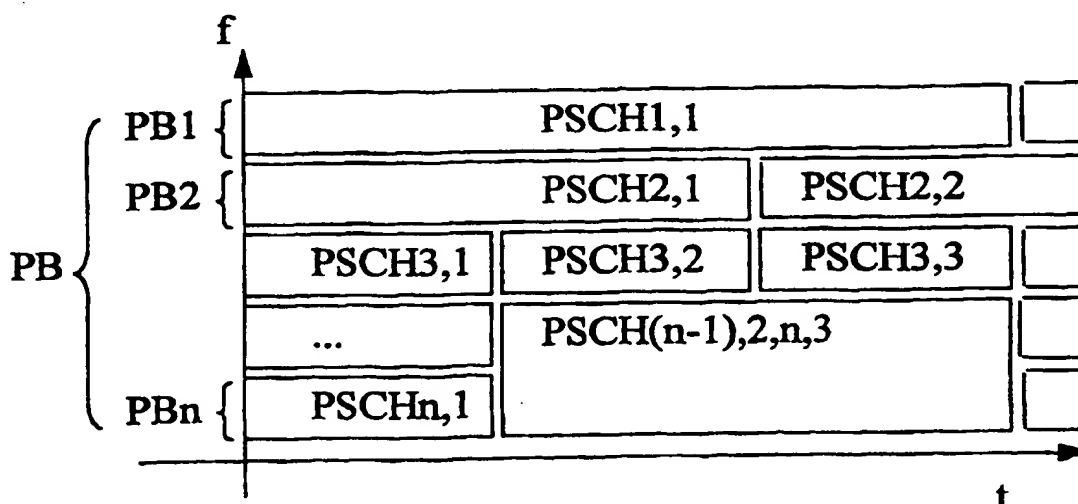 f
PB1 PSCH1,1
PB2 PSCH2,1 PSCH2,2
PB PSCH3,1 PSCH3,2 PSCH3,3
... PSCH(n-1),2,n,3
PBn PSCHn,1
t